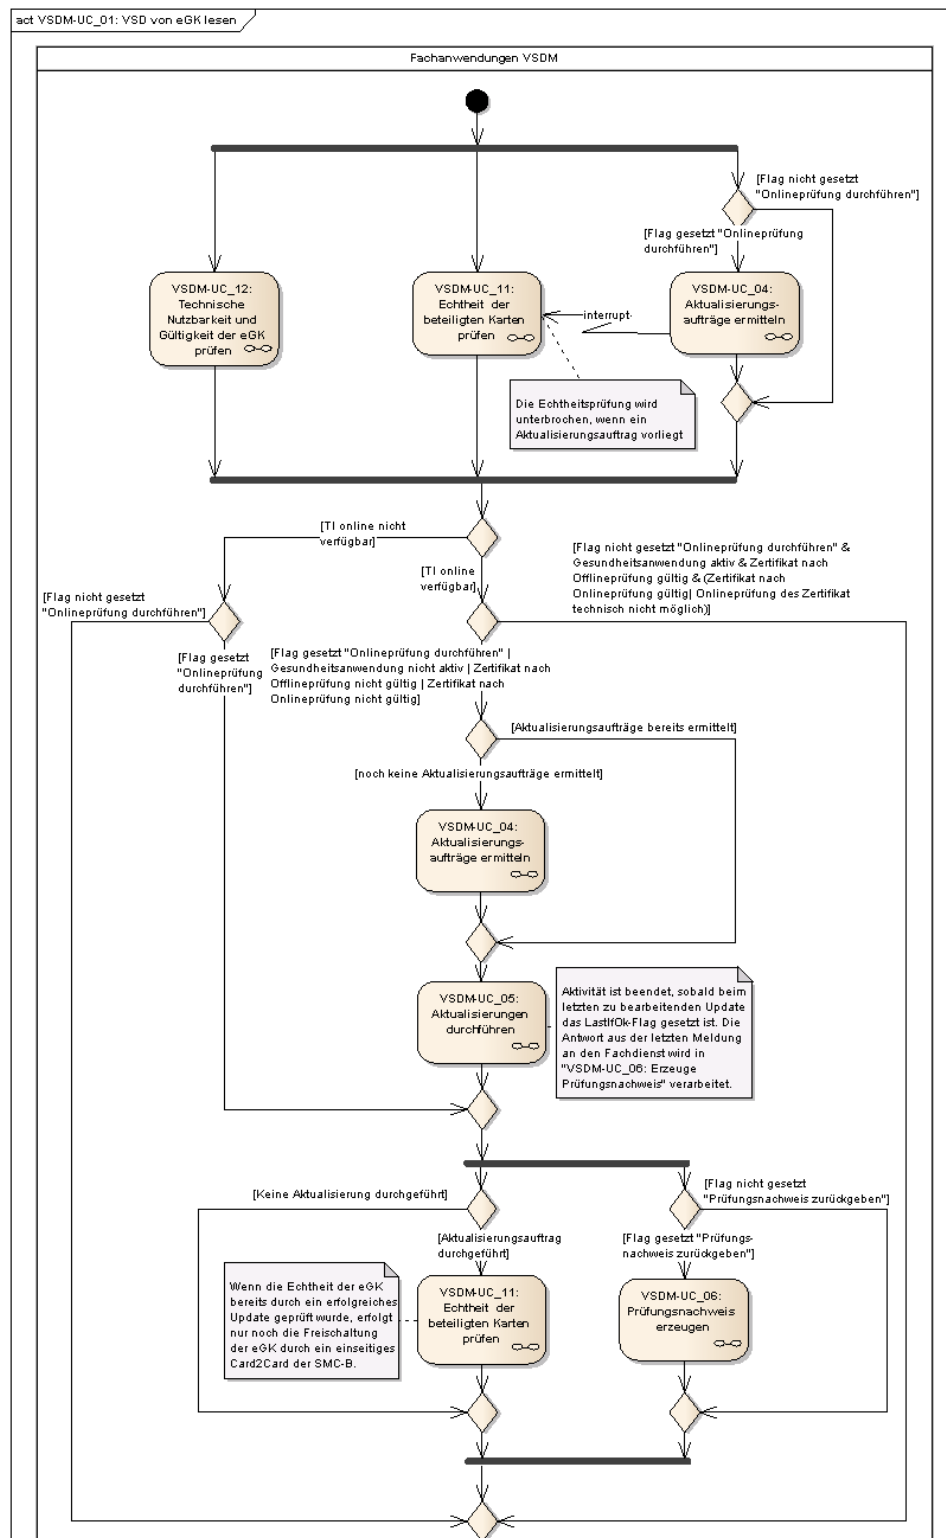 act VSDM-UC_01: VSD von eGK lesen
Fachanwendungen VSDM
[Flag nicht gesetzt
"Onlineprüfung durchführen"]
[Flag gesetzt "Onlineprüfung
durchführen"]
VSDM-UC_12:
Technische
Nutzbarkeit und
Gültigkeit der eGK
prüfen
VSDM-UC_11:
Echtheit der
beteiligten Karten
prüfen
interrupt
VSDM-UC_04:
Aktualisierungs-
aufträge ermitteln
Die Echtheitsprüfung wird
unterbrochen, wenn ein
Aktualisierungsauftrag vorliegt
[TI online nicht
verfügbar]
[TI online
verfügbar]
[Flag nicht gesetzt "Onlineprüfung durchführen" &
Gesundheitsanwendung aktiv & Zertifikat nach
Offlineprüfung gültig & (Zertifikat nach
Onlineprüfung gültig| Onlineprüfung des Zertifikat
technisch nicht möglich)]
[Flag nicht gesetzt
"Onlineprüfung durchführen"]
[Flag gesetzt
"Onlineprüfung
durchführen"]
[Flag gesetzt "Onlineprüfung durchführen" |
Gesundheitsanwendung nicht aktiv | Zertifikat nach
Offlineprüfung nicht gültig | Zertifikat nach
Onlineprüfung nicht gültig]
[Aktualisierungsaufträge bereits ermittelt]
[noch keine Aktualisierungsaufträge ermittelt]
VSDM-UC_04:
Aktualisierungs-
aufträge ermitteln
VSDM-UC_05:
Aktualisierungen
durchführen
Aktivität ist beendet, sobald beim
letzten zu bearbeitenden Update
das LastIfOk-Flag gesetzt ist. Die
Antwort aus der letzten Meldung
an den Fachdienst wird in
"VSDM-UC_06: Erzeuge
Prüfungsnachweis" verarbeitet.
[Keine Aktualisierung durchgeführt]
[Flag nicht gesetzt
"Prüfungsnachweis zurückgeben"]
[Aktualisierungsauftrag
durchgeführt]
[Flag gesetzt "Prüfungs-
nachweis zurückgeben"]
Wenn die Echtheit der eGK
bereits durch ein erfolgreiches
Update geprüft wurde, erfolgt
nur noch die Freischaltung
der eGK durch ein einseitiges
Card2Card der SMC-B.
VSDM-UC_11:
Echtheit der
beteiligten Karten
prüfen
VSDM-UC_06:
Prüfungsnachweis
erzeugen